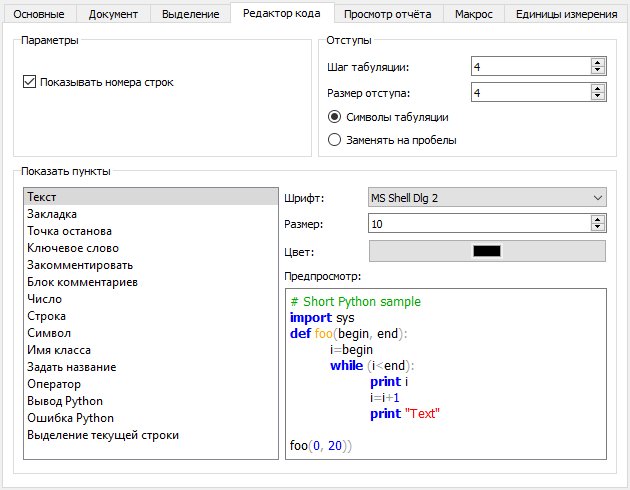 Основные Документ Выделение Редактор кода Просмотр отчёта Макрос Единицы измерения
Параметры
Показывать номера строк
Отступы
Шаг табуляции: 4
Размер отступа: 4
Символы табуляции
Заменять на пробелы
Показать пункты
Текст
Закладка
Точка останова
Ключевое слово
Закомментировать
Блок комментариев
Число
Строка
Символ
Имя класса
Задать название
Оператор
Вывод Python
Ошибка Python
Выделение текущей строки
Шрифт: MS Shell Dlg 2
Размер: 10
Цвет:
Предпросмотр:
# Short Python sample
import sys
def foo(begin, end):
i=begin
while (i<end):
print i
i=i+1
print "Text"
foo(0, 20))